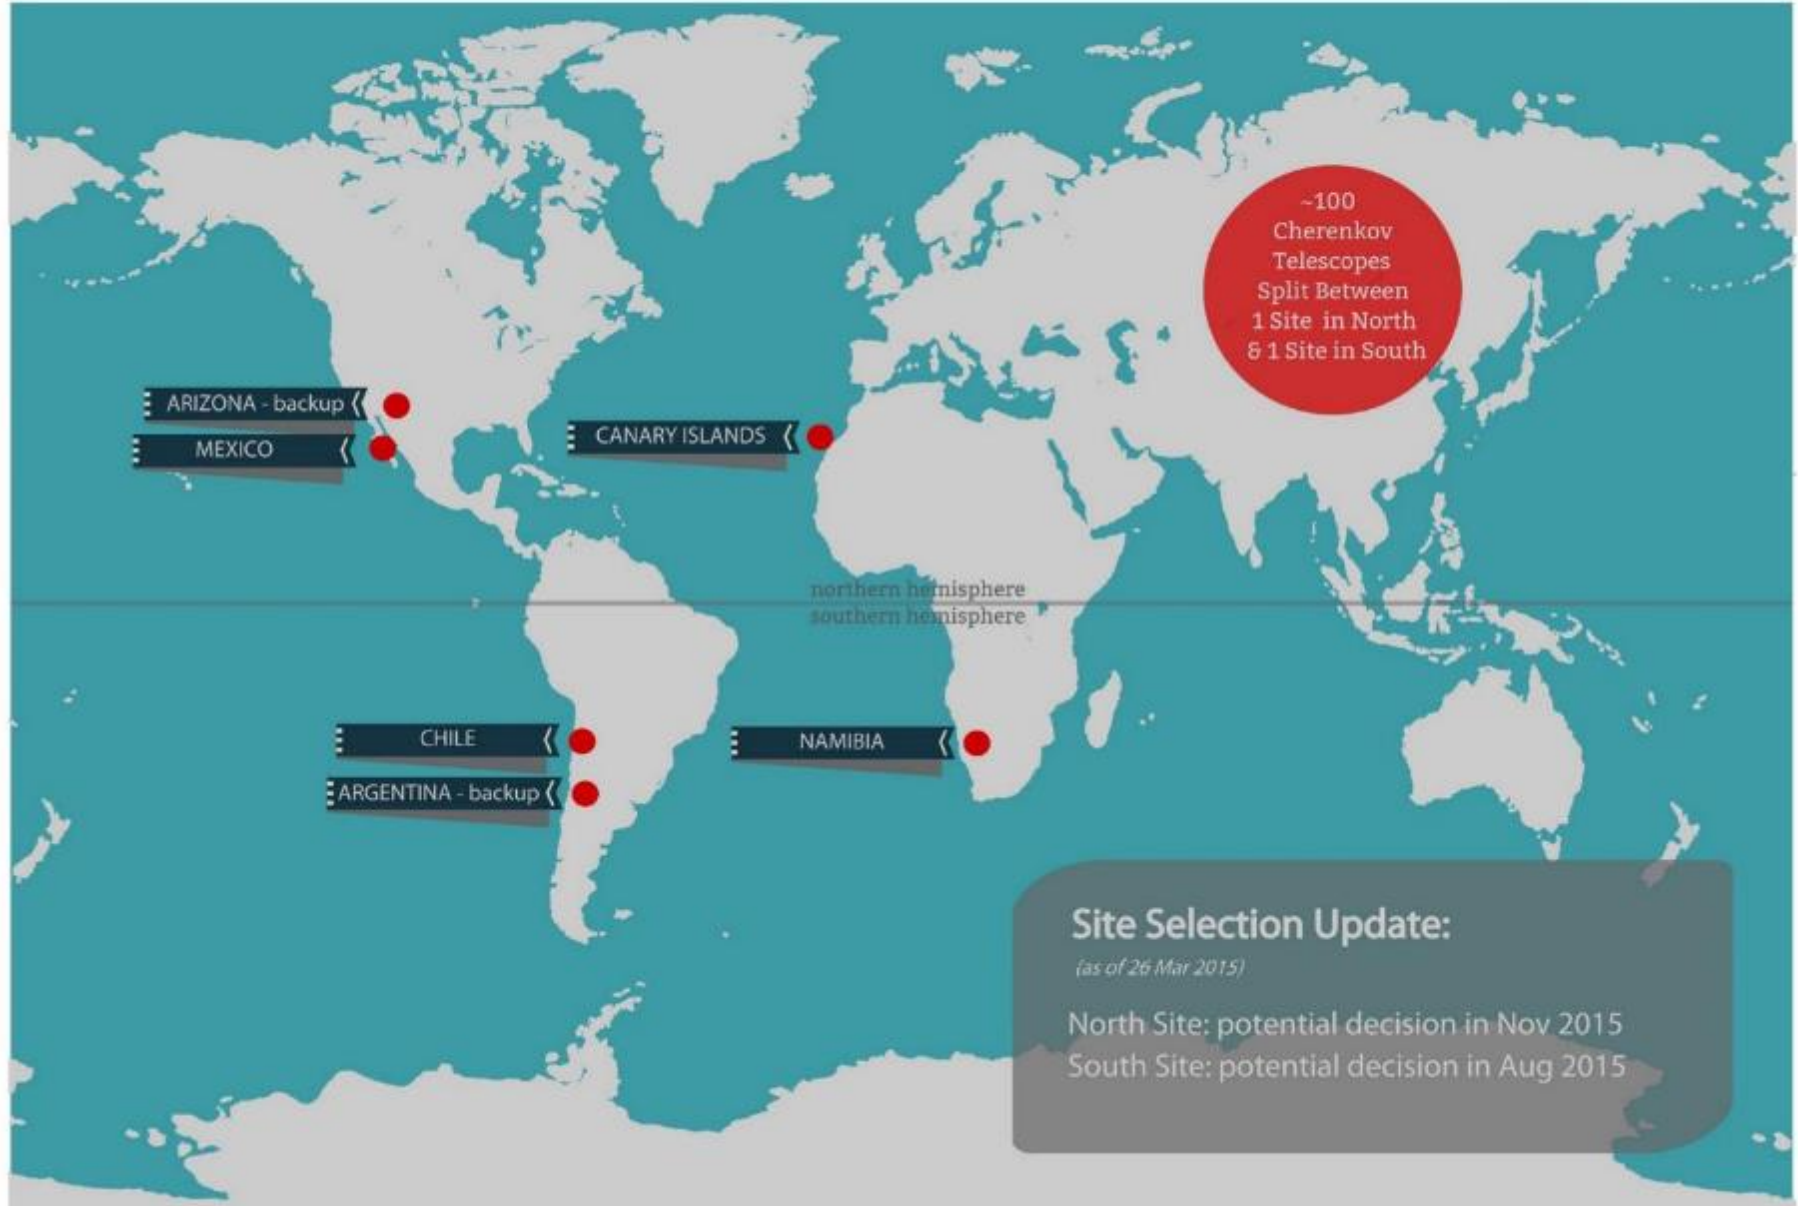 ~100
Cherenkov
Telescopes
Split Between
1 Site in North
& 1 Site in South
ARIZONA - backup
MEXICO
CANARY ISLANDS
northern hemisphere
southern hemisphere
CHILE
NAMIBIA
ARGENTINA - backup
Site Selection Update:
(as of 26 Mar 2015)
North Site: potential decision in Nov 2015
South Site: potential decision in Aug 2015